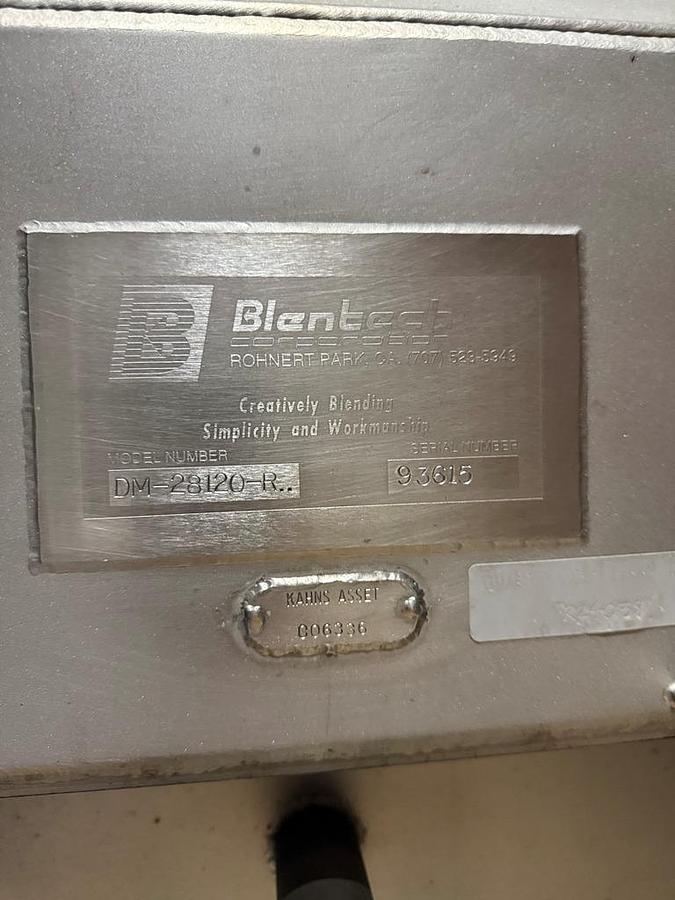 B
Blentech
corporation
ROHNERT PARK, CA. (707) 523-5949
Creatively Blending
Simplicity and Workmanship
MODEL NUMBER SERIAL NUMBER
DM-28120-R.. 93615
KAHNS ASSET
006336